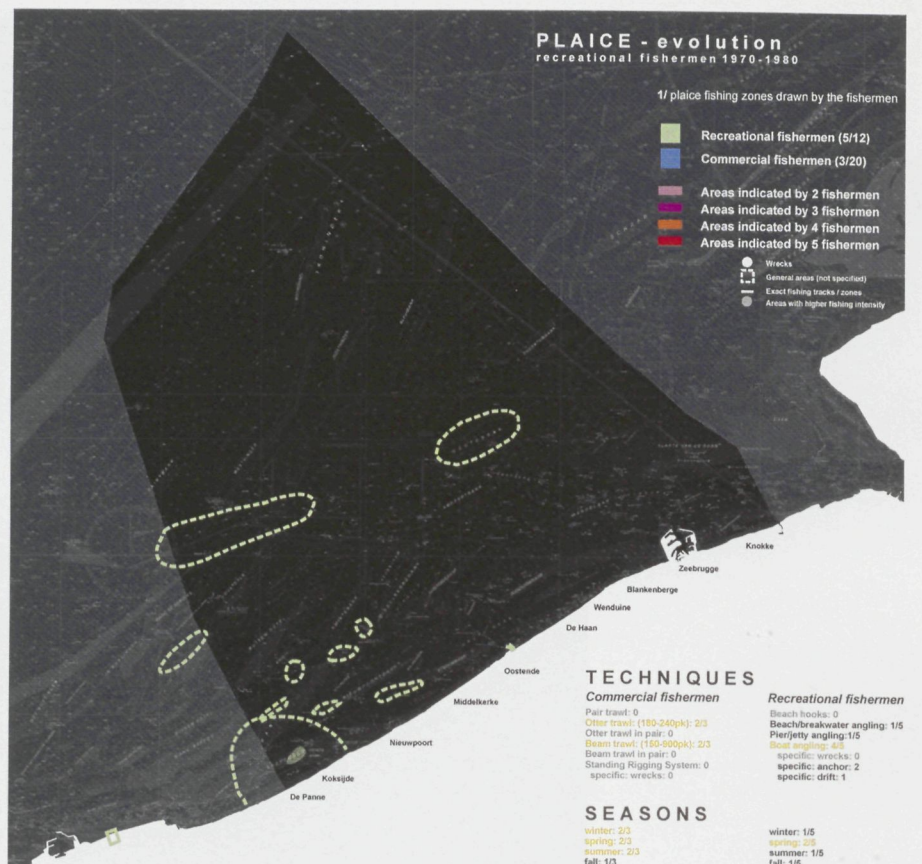 PLAICE - evolution
recreational fishermen 1970-1980
1/ plaice fishing zones drawn by the fishermen
Recreational fishermen (5/12)
Commercial fishermen (3/20)
Areas indicated by 2 fishermen
Areas indicated by 3 fishermen
Areas indicated by 4 fishermen
Areas indicated by 5 fishermen
Wrecks
General areas (not specified)
Exact fishing tracks / zones
Areas with higher fishing intensity
Knokke
Zeebrugge
Blankenberge
Wenduine
De Haan
Oostende
Middelkerke
Nieuwpoort
Koksijde
De Panne
TECHNIQUES
Commercial fishermen
Pair trawl: 0
Otter trawl: (180-240pk): 2/3
Otter trawl in pair: 0
Beam trawl: (150-900pk): 2/3
Beam trawl in pair: 0
Standing Rigging System: 0
specific: wrecks: 0
Recreational fishermen
Beach hooks: 0
Beach/breakwater angling: 1/5
Pier/jetty angling:1/5
Boat angling: 4/5
specific: wrecks: 0
specific: anchor: 2
specific: drift: 1
SEASONS
winter: 2/3
spring: 2/3
summer: 2/3
fall: 1/3
winter: 1/5
spring: 2/5
summer: 1/5
fall: 1/5